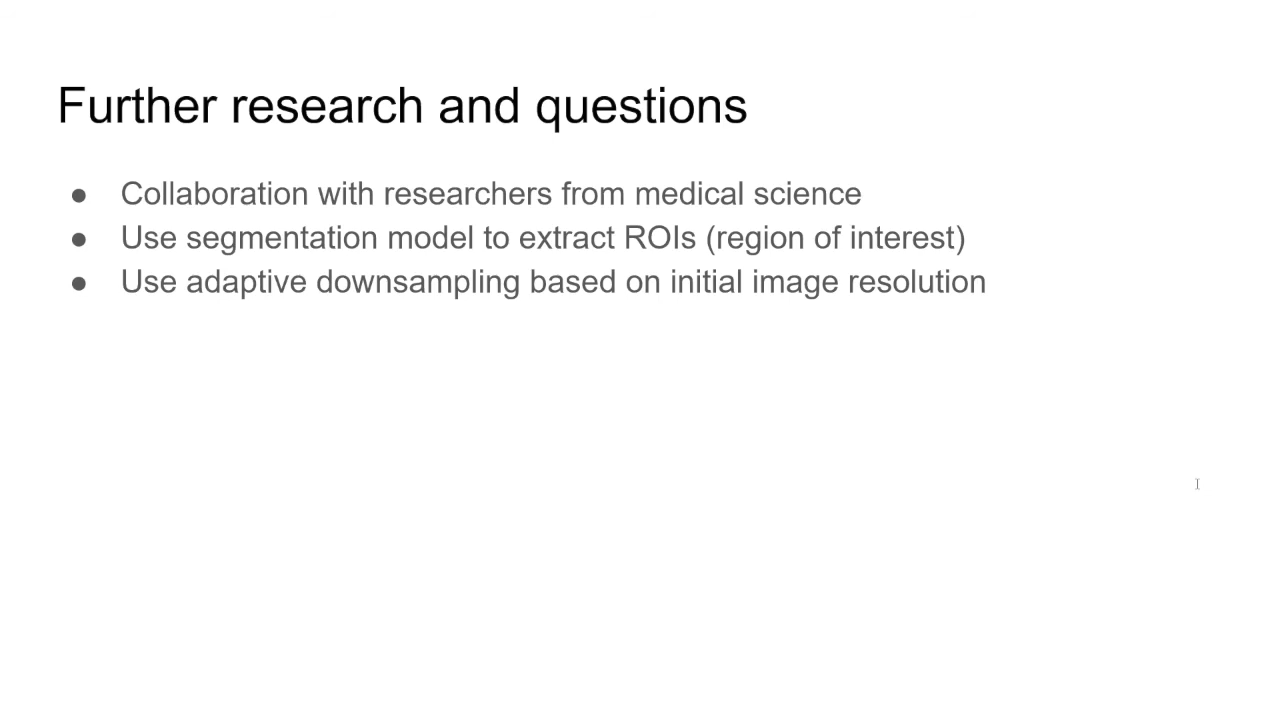 Further research and questions
● Collaboration with researchers from medical science
● Use segmentation model to extract ROIs (region of interest)
● Use adaptive downsampling based on initial image resolution